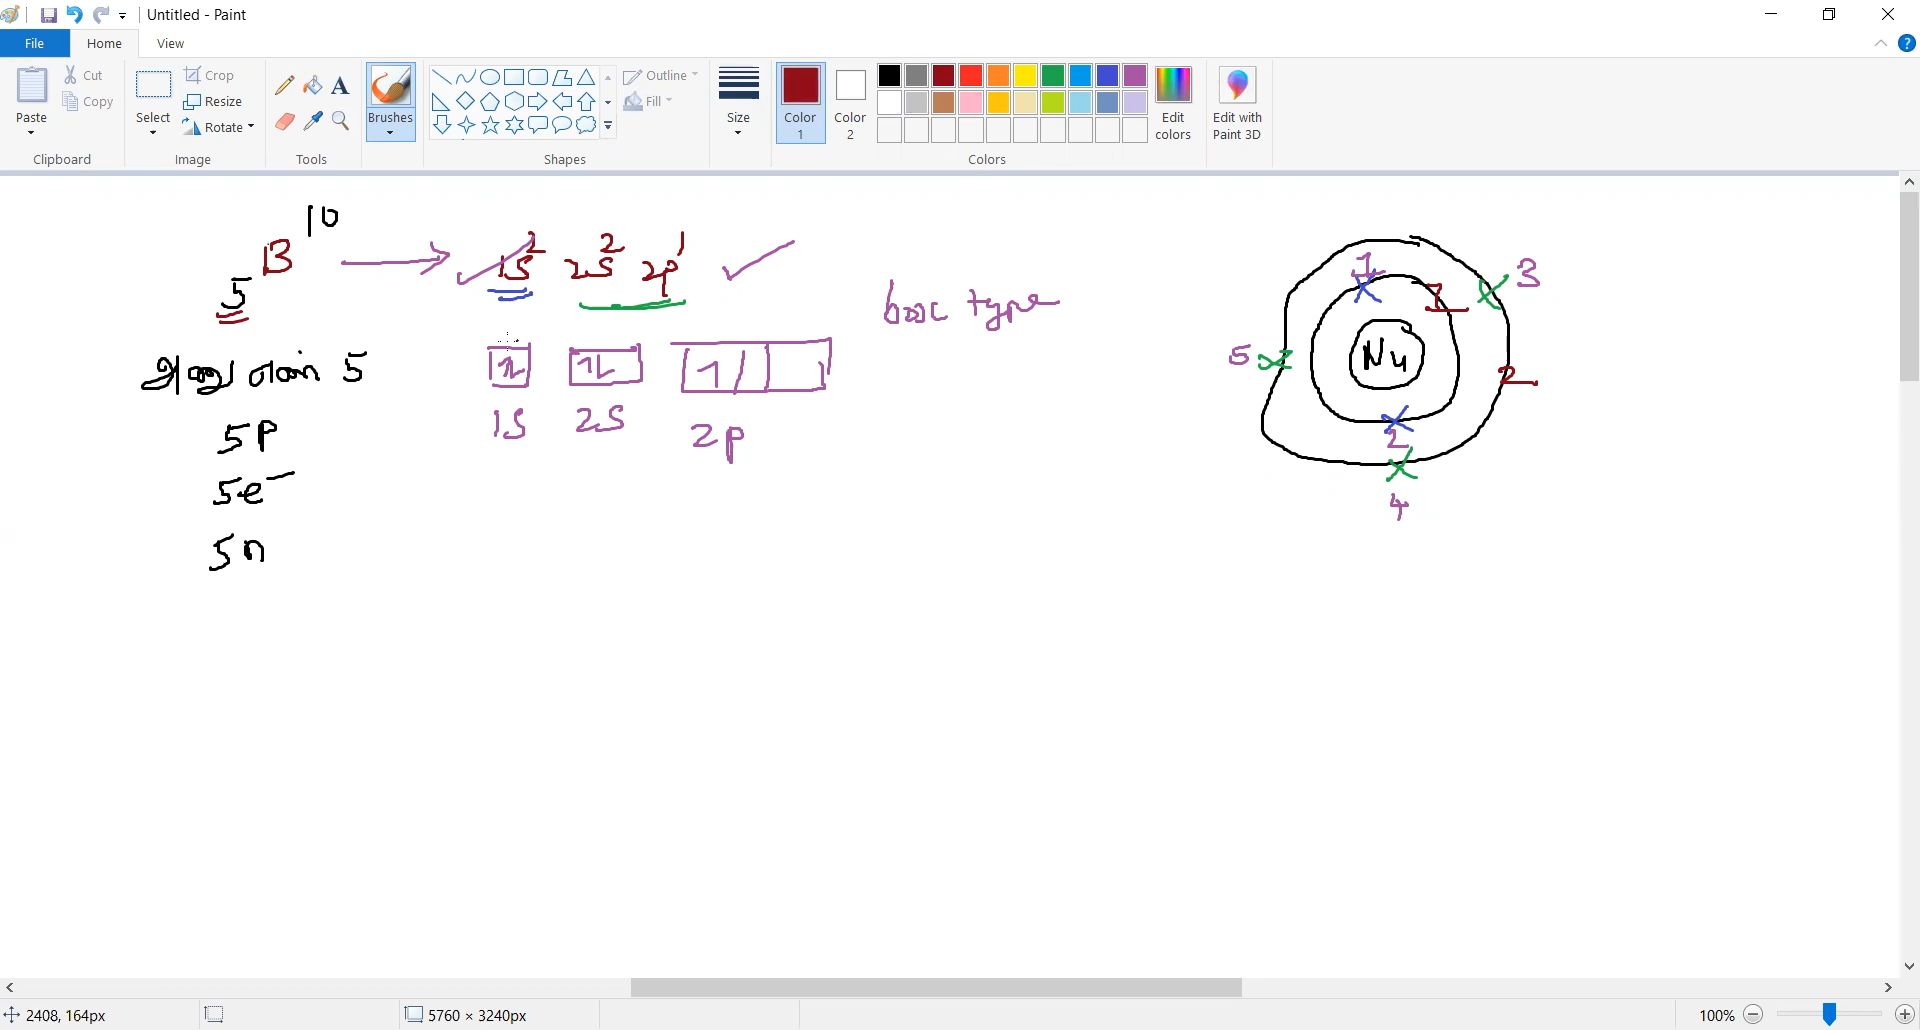 Untitled - Paint
File Home View
Paste
Cut
Copy
Clipboard
Select
Crop
Resize
Rotate
Image
Tools
Brushes
Shapes
Outline
Fill
Size
Color 1
Color 2
Colors
Edit colors
Edit with Paint 3D
5 B 10
1s² 2s² 2p¹
box type
அணு எண் 5
5p
5e⁻
5n
1 1
1S 2S 2p
1 1 3
Nu
5 2
2
4
2408, 164px
5760 × 3240px
100%